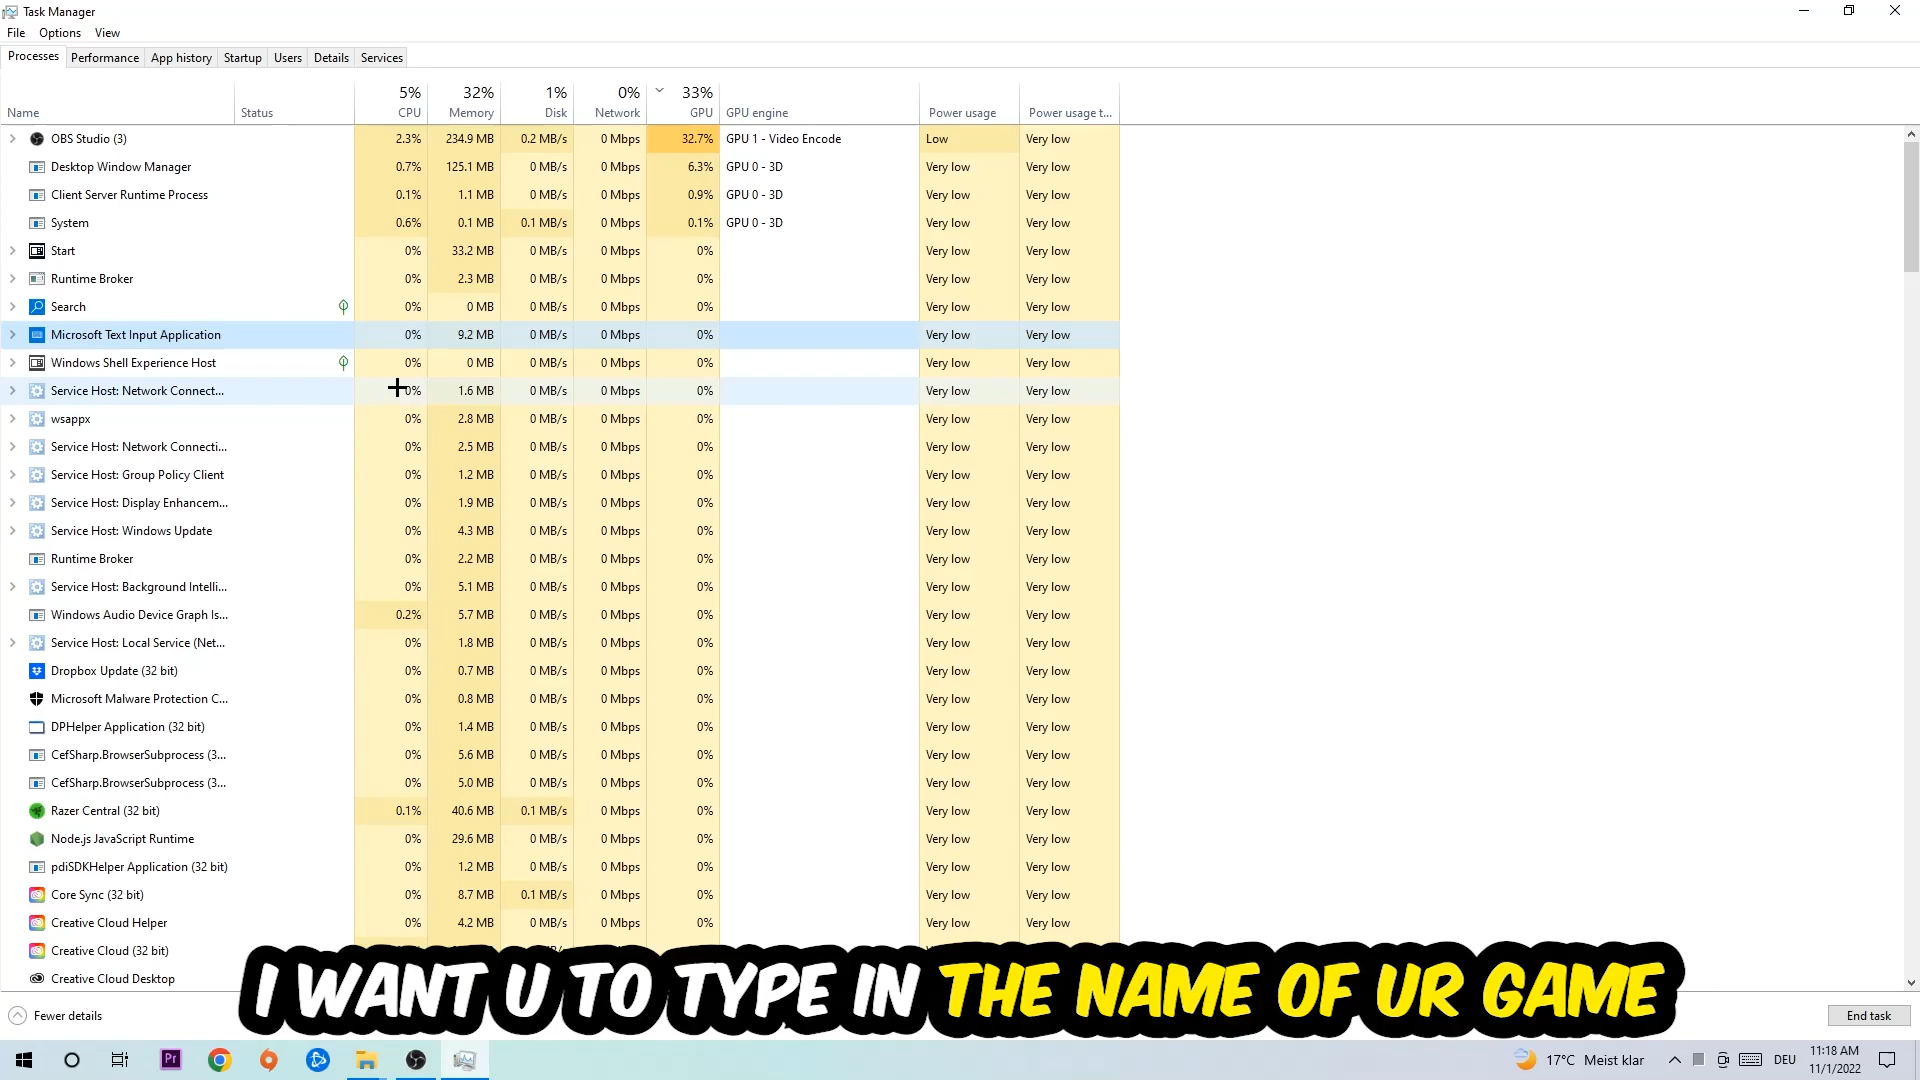 Task Manager
File Options View
Processes Performance App history Startup Users Details Services
5% 32% 1% 0% 33%
Name Status CPU Memory Disk Network GPU GPU engine Power usage Power usage t...
OBS Studio (3) 2.3% 234.9 MB 0.2 MB/s 0 Mbps 32.7% GPU 1 - Video Encode Low Very low
Desktop Window Manager 0.7% 125.1 MB 0 MB/s 0 Mbps 6.3% GPU 0 - 3D Very low Very low
Client Server Runtime Process 0.1% 1.1 MB 0 MB/s 0 Mbps 0.9% GPU 0 - 3D Very low Very low
System 0.6% 0.1 MB 0.1 MB/s 0 Mbps 0.1% GPU 0 - 3D Very low Very low
Start 0% 33.2 MB 0 MB/s 0 Mbps 0% Very low Very low
Runtime Broker 0% 2.3 MB 0 MB/s 0 Mbps 0% Very low Very low
Search 0% 0 MB 0 MB/s 0 Mbps 0% Very low Very low
Microsoft Text Input Application 0% 9.2 MB 0 MB/s 0 Mbps 0% Very low Very low
Windows Shell Experience Host 0% 0 MB 0 MB/s 0 Mbps 0% Very low Very low
Service Host: Network Connect... 0% 1.6 MB 0 MB/s 0 Mbps 0% Very low Very low
wsappx 0% 2.8 MB 0 MB/s 0 Mbps 0% Very low Very low
Service Host: Network Connecti... 0% 2.5 MB 0 MB/s 0 Mbps 0% Very low Very low
Service Host: Group Policy Client 0% 1.2 MB 0 MB/s 0 Mbps 0% Very low Very low
Service Host: Display Enhancem... 0% 1.9 MB 0 MB/s 0 Mbps 0% Very low Very low
Service Host: Windows Update 0% 4.3 MB 0 MB/s 0 Mbps 0% Very low Very low
Runtime Broker 0% 2.2 MB 0 MB/s 0 Mbps 0% Very low Very low
Service Host: Background Intelli... 0% 5.1 MB 0 MB/s 0 Mbps 0% Very low Very low
Windows Audio Device Graph Is... 0.2% 5.7 MB 0 MB/s 0 Mbps 0% Very low Very low
Service Host: Local Service (Net... 0% 1.8 MB 0 MB/s 0 Mbps 0% Very low Very low
Dropbox Update (32 bit) 0% 0.7 MB 0 MB/s 0 Mbps 0% Very low Very low
Microsoft Malware Protection C... 0% 0.8 MB 0 MB/s 0 Mbps 0% Very low Very low
DPHelper Application (32 bit) 0% 1.4 MB 0 MB/s 0 Mbps 0% Very low Very low
CefSharp.BrowserSubprocess (3... 0% 5.6 MB 0 MB/s 0 Mbps 0% Very low Very low
CefSharp.BrowserSubprocess (3... 0% 5.0 MB 0 MB/s 0 Mbps 0% Very low Very low
Razer Central (32 bit) 0.1% 40.6 MB 0.1 MB/s 0 Mbps 0% Very low Very low
Node.js JavaScript Runtime 0% 29.6 MB 0 MB/s 0 Mbps 0% Very low Very low
pdiSDKHelper Application (32 bit) 0% 1.2 MB 0 MB/s 0 Mbps 0% Very low Very low
Core Sync (32 bit) 0% 8.7 MB 0.1 MB/s 0 Mbps 0% Very low Very low
Creative Cloud Helper 0% 4.2 MB 0 MB/s 0 Mbps 0% Very low Very low
Creative Cloud (32 bit)
Creative Cloud Desktop
I WANT U TO TYPE IN THE NAME OF UR GAME
Fewer details End task
Pr 17°C Meist klar DEU 11:18 AM
11/1/2022